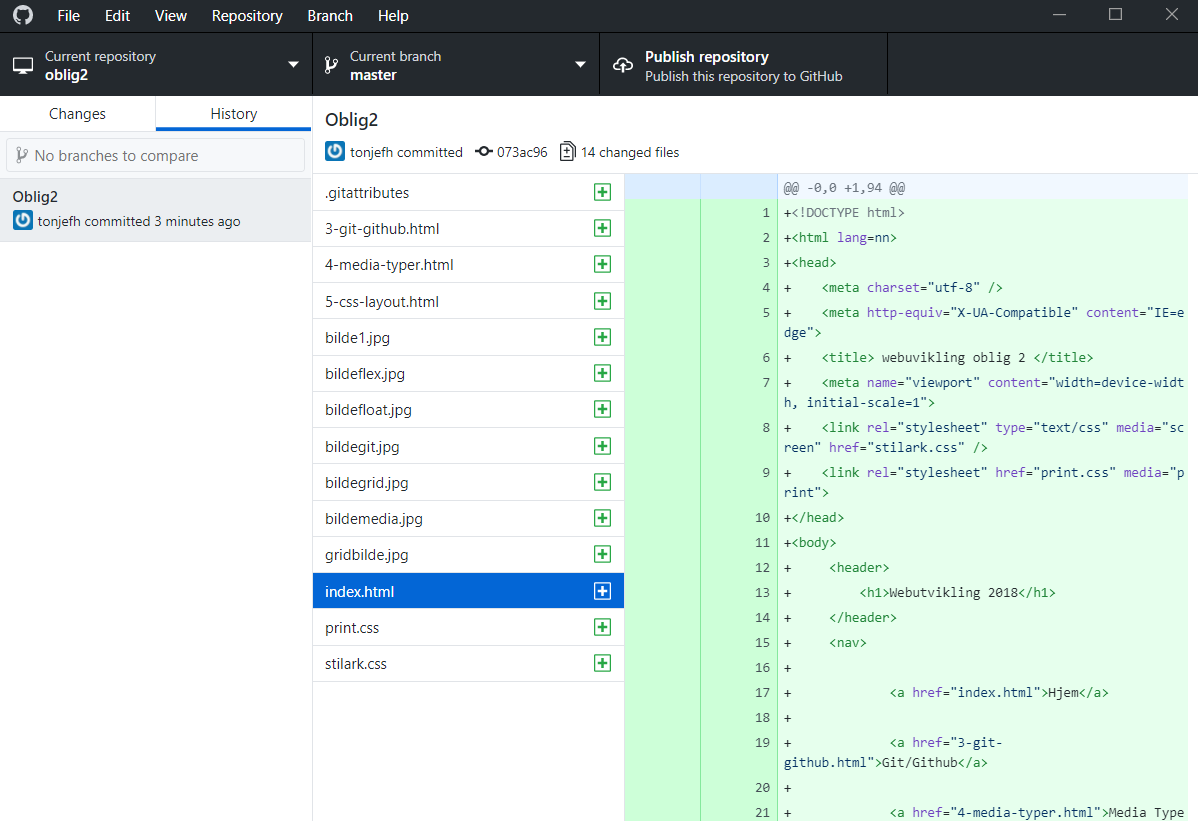 File Edit View Repository Branch Help
Current repository
oblig2
Current branch
master
Publish repository
Publish this repository to GitHub
Changes
History
No branches to compare
Oblig2
tonjefh committed 3 minutes ago
Oblig2
tonjefh committed 073ac96 14 changed files
.gitattributes
3-git-github.html
4-media-typer.html
5-css-layout.html
bilde1.jpg
bildeflex.jpg
bildefloat.jpg
bildegit.jpg
bildegrid.jpg
bildemedia.jpg
gridbilde.jpg
index.html
print.css
stilark.css
@@ -0,0 +1,94 @@
1 +<!DOCTYPE html>
2 +<html lang=nn>
3 +<head>
4 + <meta charset="utf-8" />
5 + <meta http-equiv="X-UA-Compatible" content="IE=e
dge">
6 + <title> webuvikling oblig 2 </title>
7 + <meta name="viewport" content="width=device-widt
h, initial-scale=1">
8 + <link rel="stylesheet" type="text/css" media="sc
reen" href="stilark.css" />
9 + <link rel="stylesheet" href="print.css" media="p
rint">
10 +</head>
11 +<body>
12 + <header>
13 + <h1>Webutvikling 2018</h1>
14 + </header>
15 + <nav>
16 +
17 + <a href="index.html">Hjem</a>
18 +
19 + <a href="3-git-
github.html">Git/Github</a>
20 +
21 + <a href="4-media-typer.html">Media Type